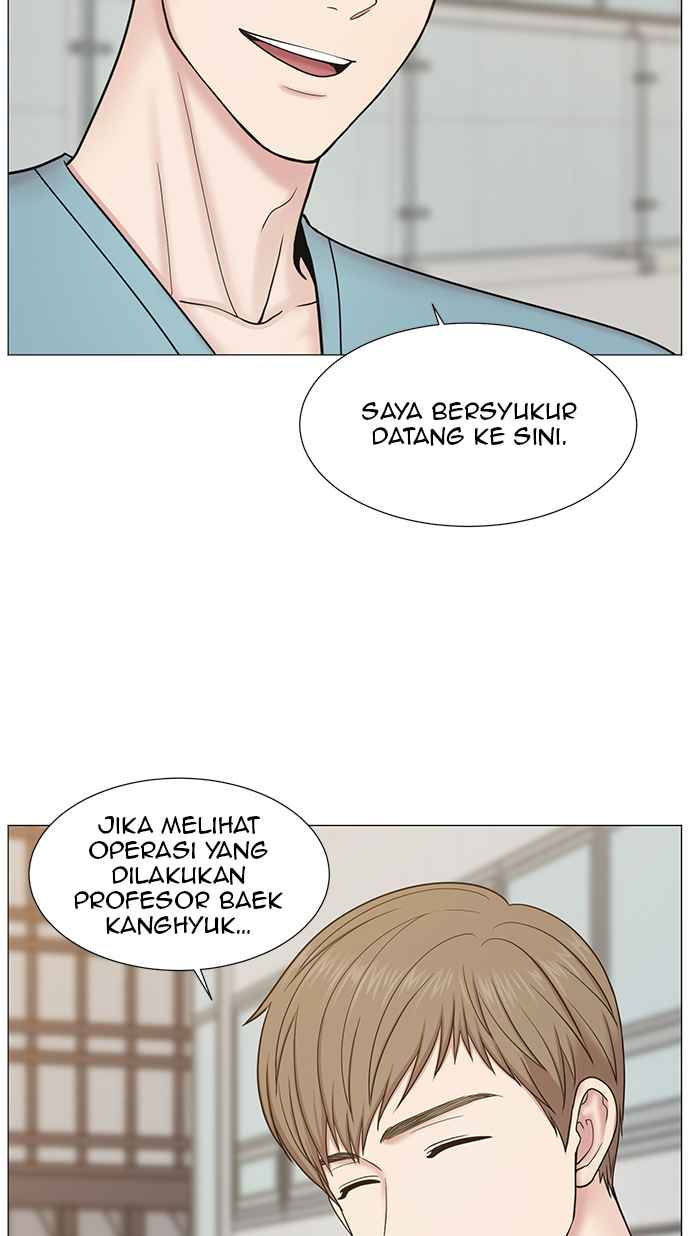 SAYA BERSYUKUR
DATANG KE SINI.
JIKA MELIHAT
OPERASI YANG
DILAKUKAN
PROFESOR BAEK
KANGHYUK...